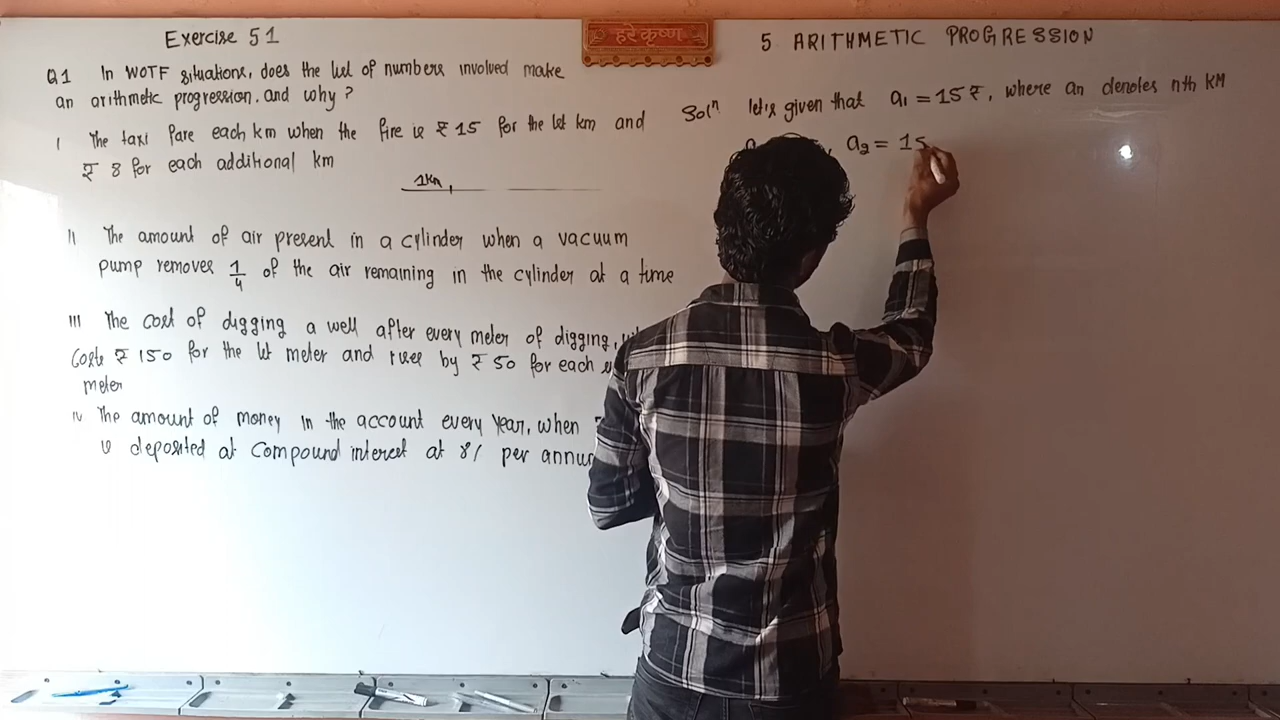 Exercise 5 1
हरे कृष्ण
5 ARITHMETIC PROGRESSION
Q1 In WOTF situations, does the list of numbers involved make
an arithmetic progression. and why ?
I The taxi fare each km when the fire is ₹ 15 for the 1st km and
₹ 8 for each additional km
1 Km
II The amount of air present in a cylinder when a vacuum
pump removes 1/4 of the air remaining in the cylinder at a time
III The cost of digging a well after every meter of digging,
Costs ₹ 150 for the 1st meter and rises by ₹ 50 for each
meter
IV The amount of money in the account every year, when
is deposited at Compound interest at 8% per
Solⁿ let's given that a₁ = 15 ₹, where an denotes nth KM
a₂ = 15